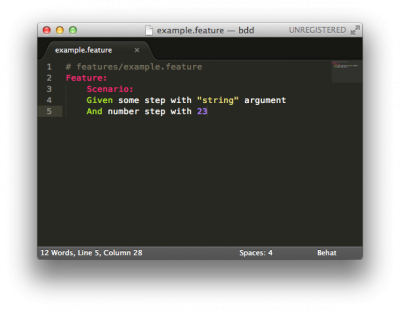 example.feature — bdd
UNREGISTERED
example.feature ×
1 # features/example.feature
2 Feature:
3 Scenario:
4 Given some step with "string" argument
5 And number step with 23
12 Words, Line 5, Column 28 Spaces: 4 Behat